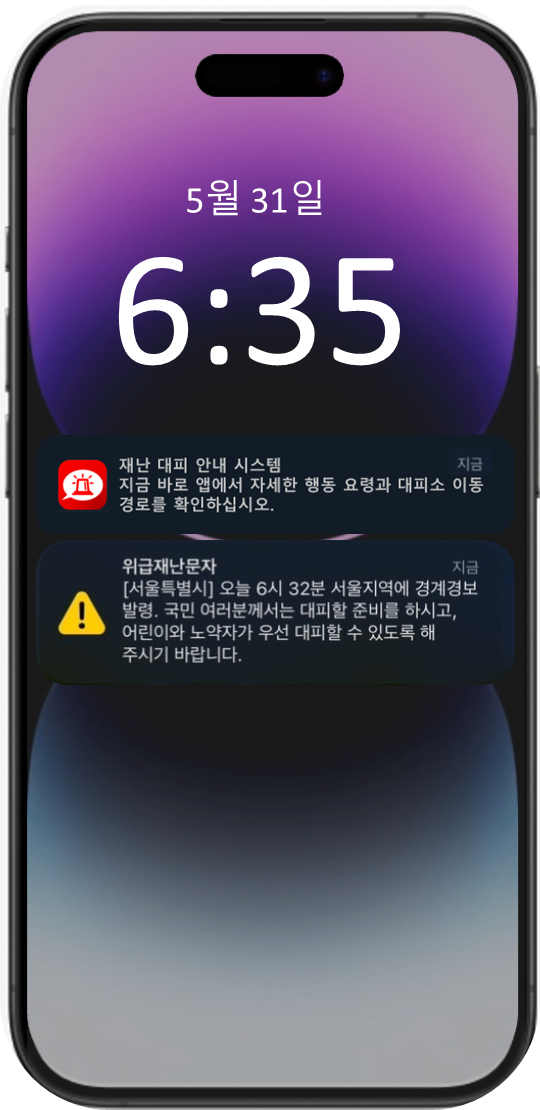 5월 31일
6:35
재난 대피 안내 시스템 지금
지금 바로 앱에서 자세한 행동 요령과 대피소 이동
경로를 확인하십시오.
위급재난문자 지금
[서울특별시] 오늘 6시 32분 서울지역에 경계경보
발령. 국민 여러분께서는 대피할 준비를 하시고,
어린이와 노약자가 우선 대피할 수 있도록 해
주시기 바랍니다.